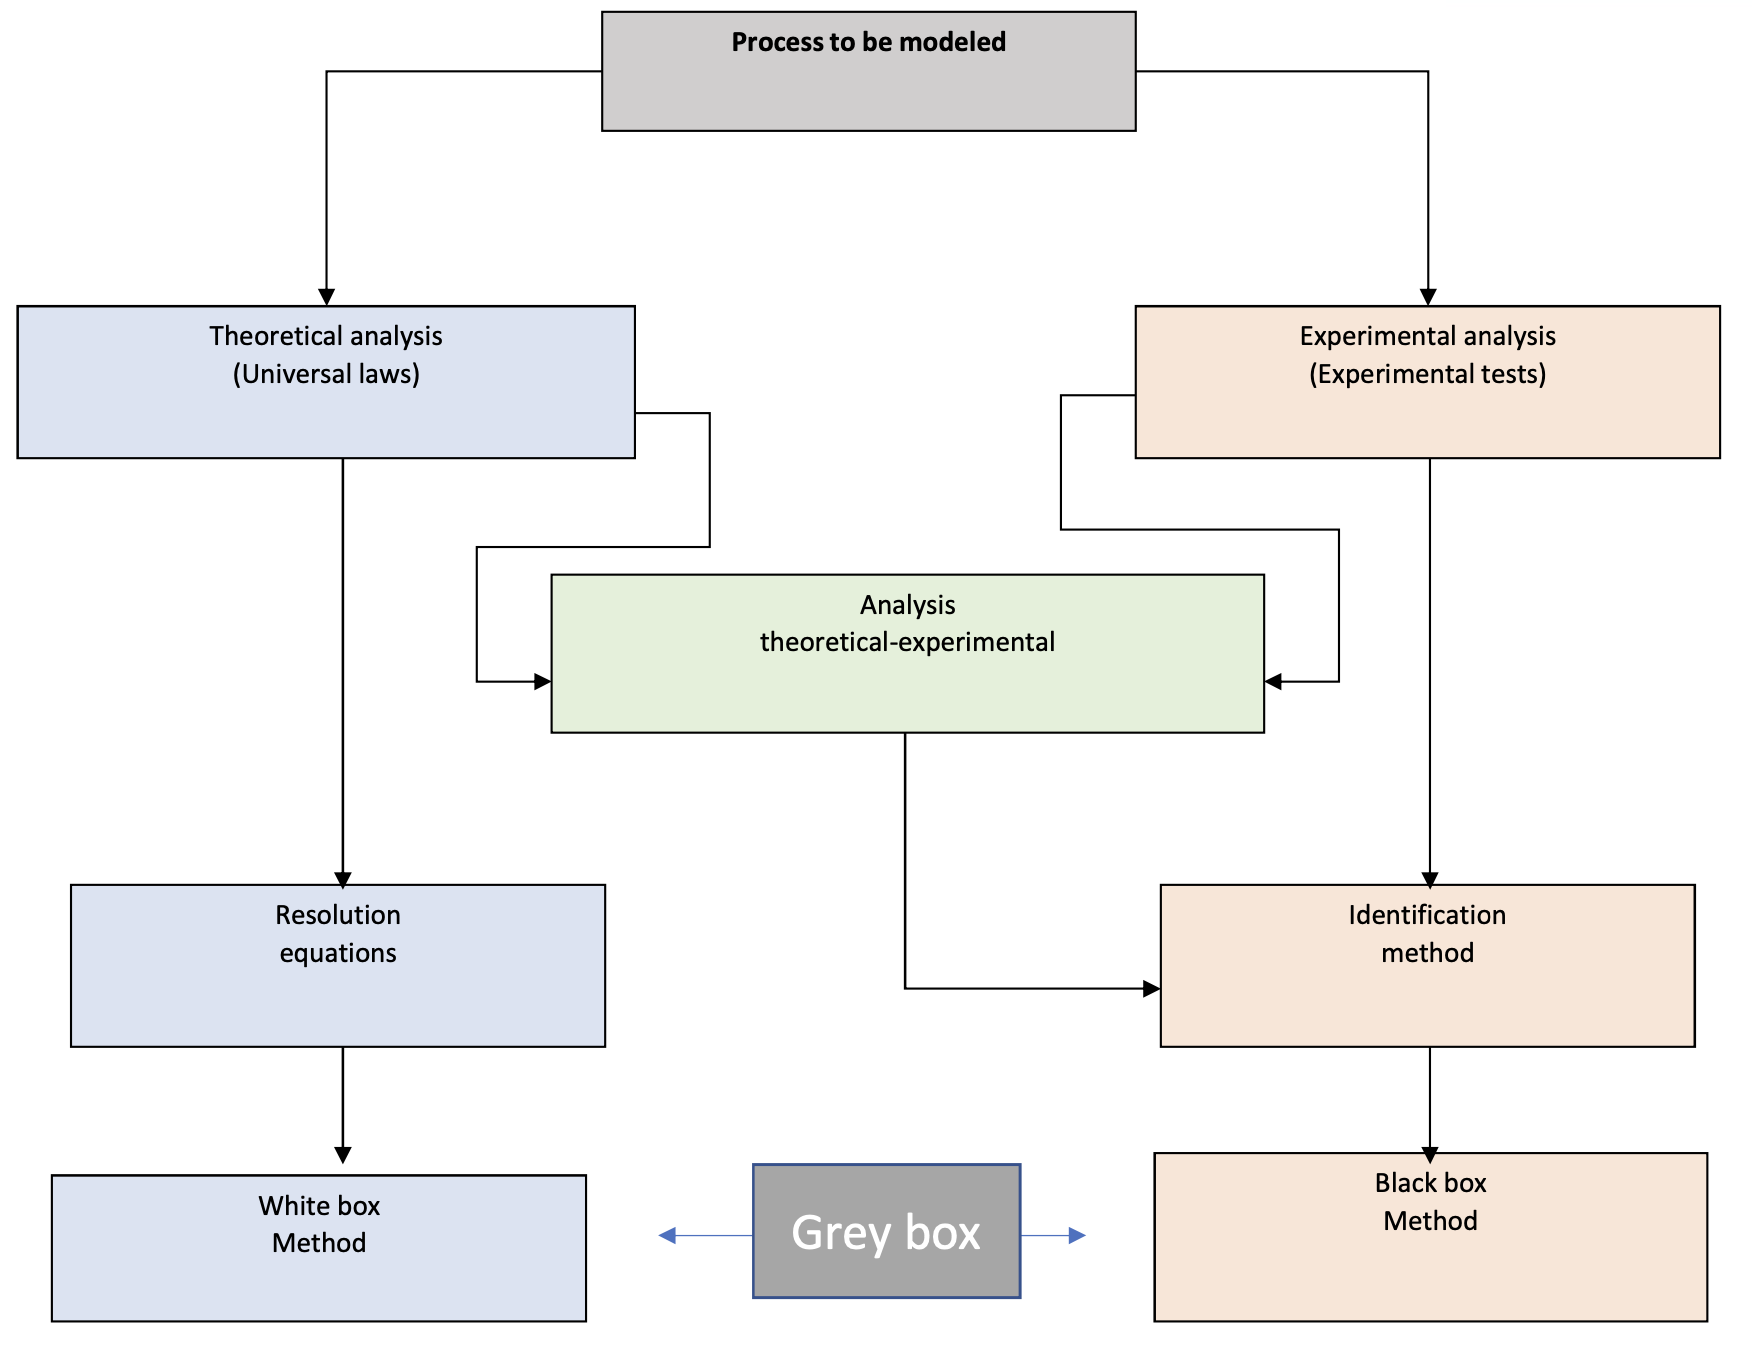 Process to be modeled
Theoretical analysis
(Universal laws)
Experimental analysis
(Experimental tests)
Analysis
theoretical-experimental
Resolution
equations
Identification
method
White box
Method
Grey box
Black box
Method